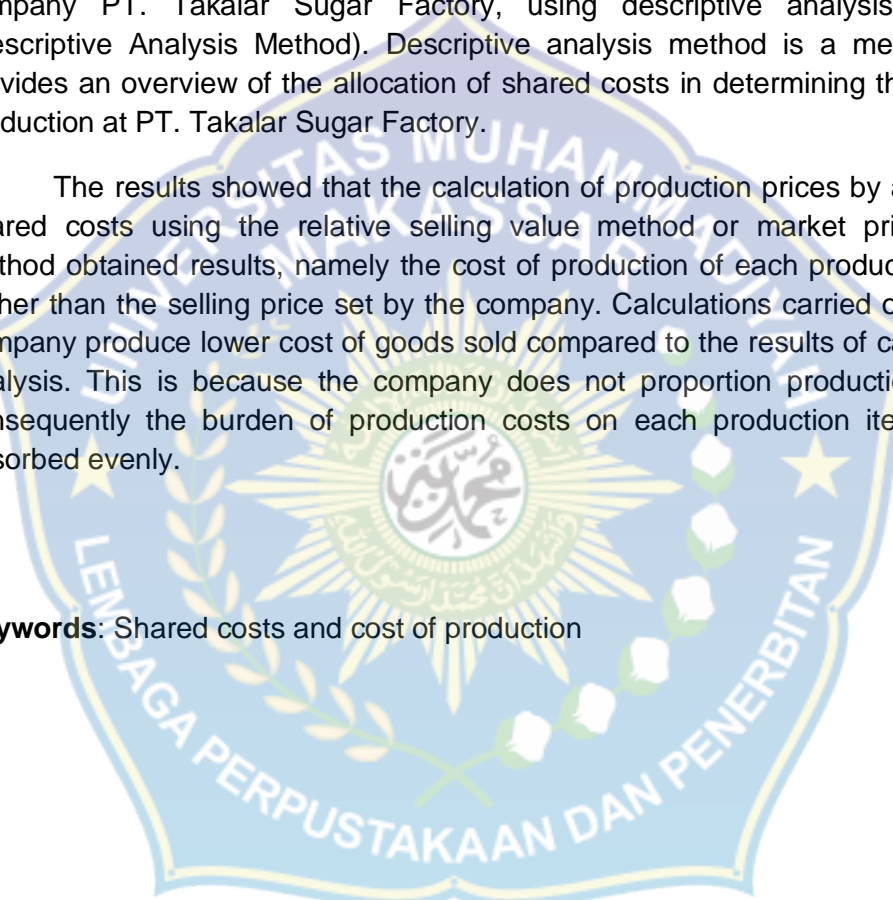 mpany PT. Takalar Sugar Factory, using descriptive analysis
escriptive Analysis Method). Descriptive analysis method is a me
vides an overview of the allocation of shared costs in determining th
duction at PT. Takalar Sugar Factory.
The results showed that the calculation of production prices by a
ared costs using the relative selling value method or market pri
ethod obtained results, namely the cost of production of each produc
her than the selling price set by the company. Calculations carried o
mpany produce lower cost of goods sold compared to the results of ca
alysis. This is because the company does not proportion productio
nsequently the burden of production costs on each production ite
sorbed evenly.
ywords: Shared costs and cost of production
UNIVERSITAS MUHAMMADIYAH
MAKASSAR
محمد
LEMBAGA PERPUSTAKAAN DAN PENERBITAN